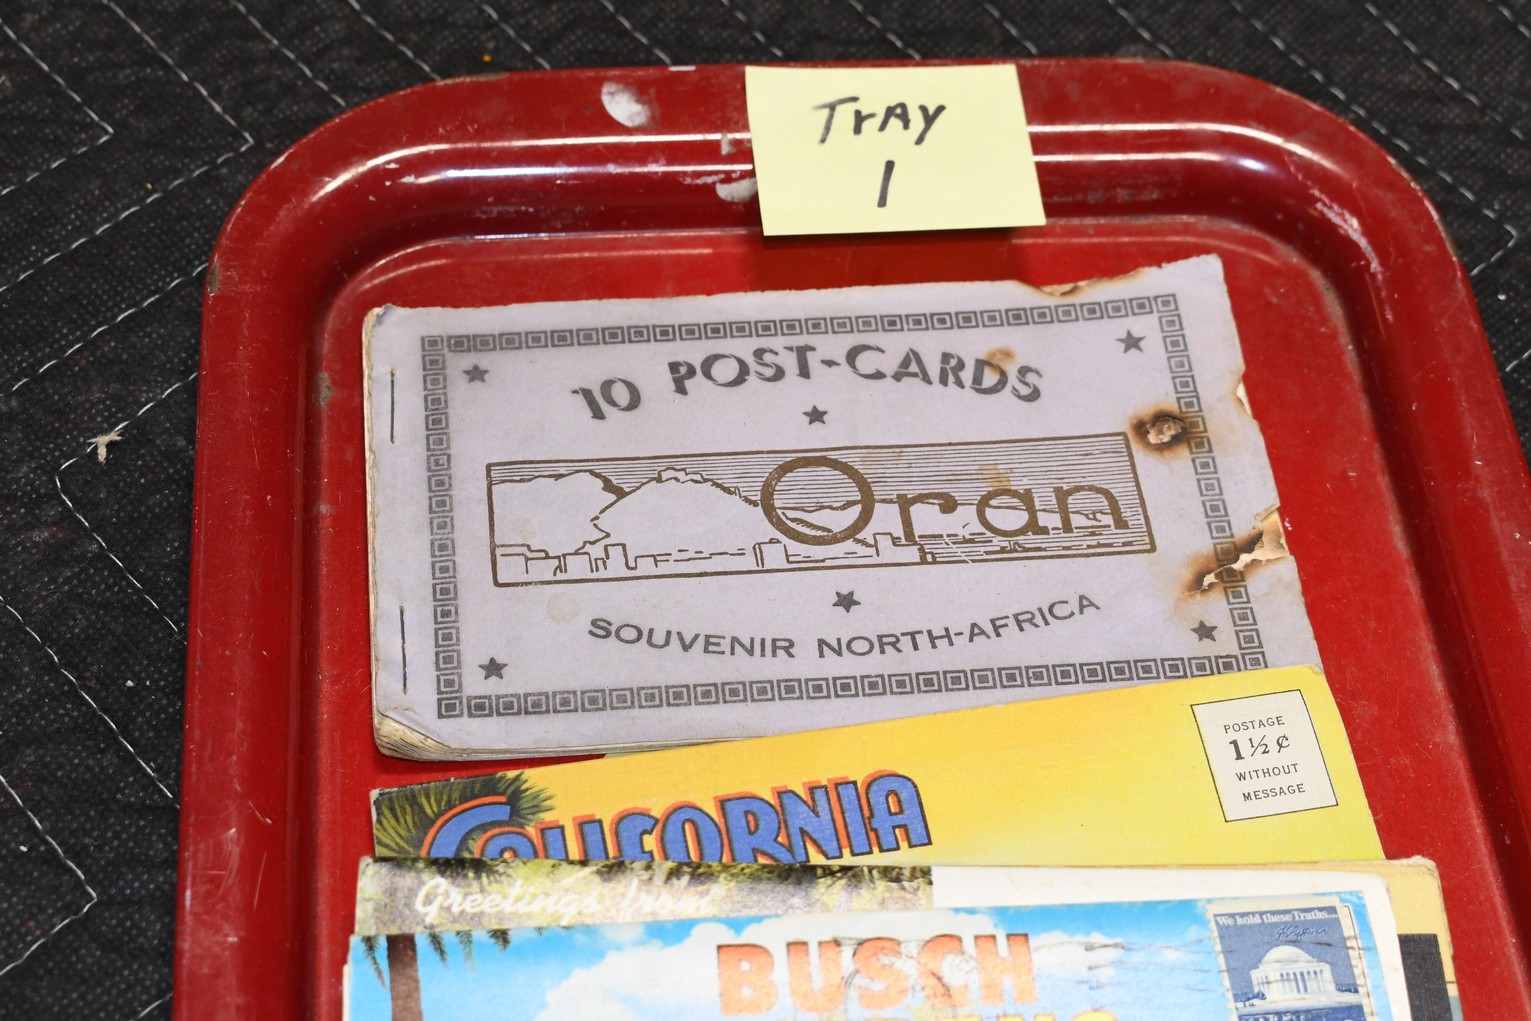 TrAy
1
10 POST-CARDS
Oran
SOUVENIR NORTH-AFRICA
POSTAGE
1½ ¢
WITHOUT
MESSAGE
CALIFORNIA
Greetings from
We hold these Truths...
BUSCH